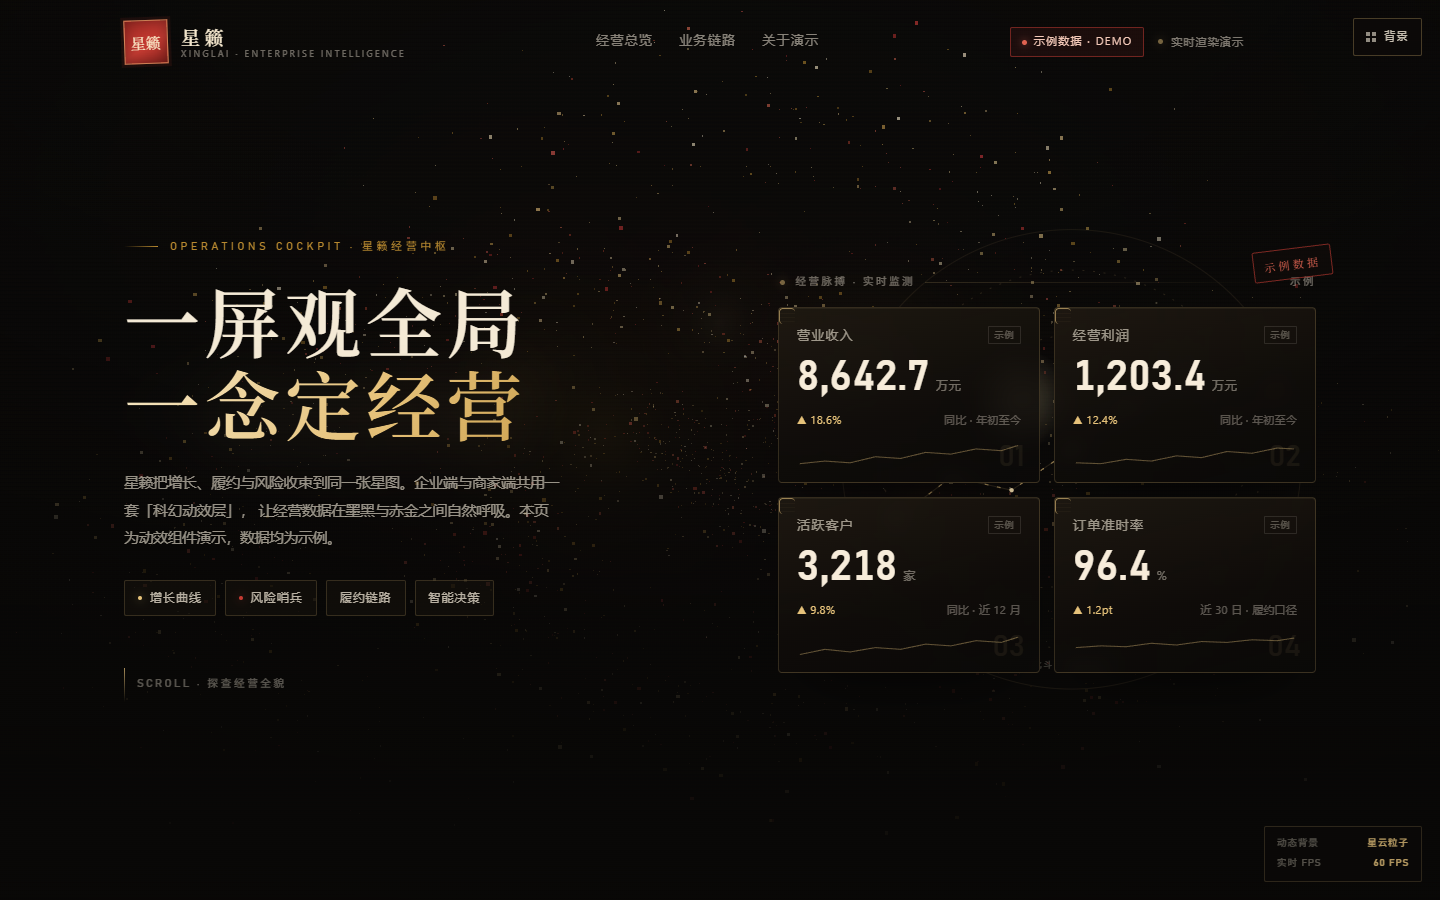 星籁
星籁
XINGLAI · ENTERPRISE INTELLIGENCE
经营总览
业务链路
关于演示
示例数据 · DEMO
实时渲染演示
背景
OPERATIONS COCKPIT · 星籁经营中枢
一屏观全局
一念定经营
星籁把增长、履约与风险收束到同一张星图。企业端与商家端共用一
套「科幻动效层」，让经营数据在墨黑与赤金之间自然呼吸。本页
为动效组件演示，数据均为示例。
增长曲线
风险哨兵
履约链路
智能决策
SCROLL · 探查经营全貌
经营脉搏 · 实时监测
示例数据
示例
营业收入
示例
8,642.7 万元
▲ 18.6%
同比 · 年初至今
01
经营利润
示例
1,203.4 万元
▲ 12.4%
同比 · 年初至今
02
活跃客户
示例
3,218 家
▲ 9.8%
同比 · 近 12 月
03
订单准时率
示例
96.4 %
▲ 1.2pt
近 30 日 · 履约口径
04
动态背景
星云粒子
实时 FPS
60 FPS